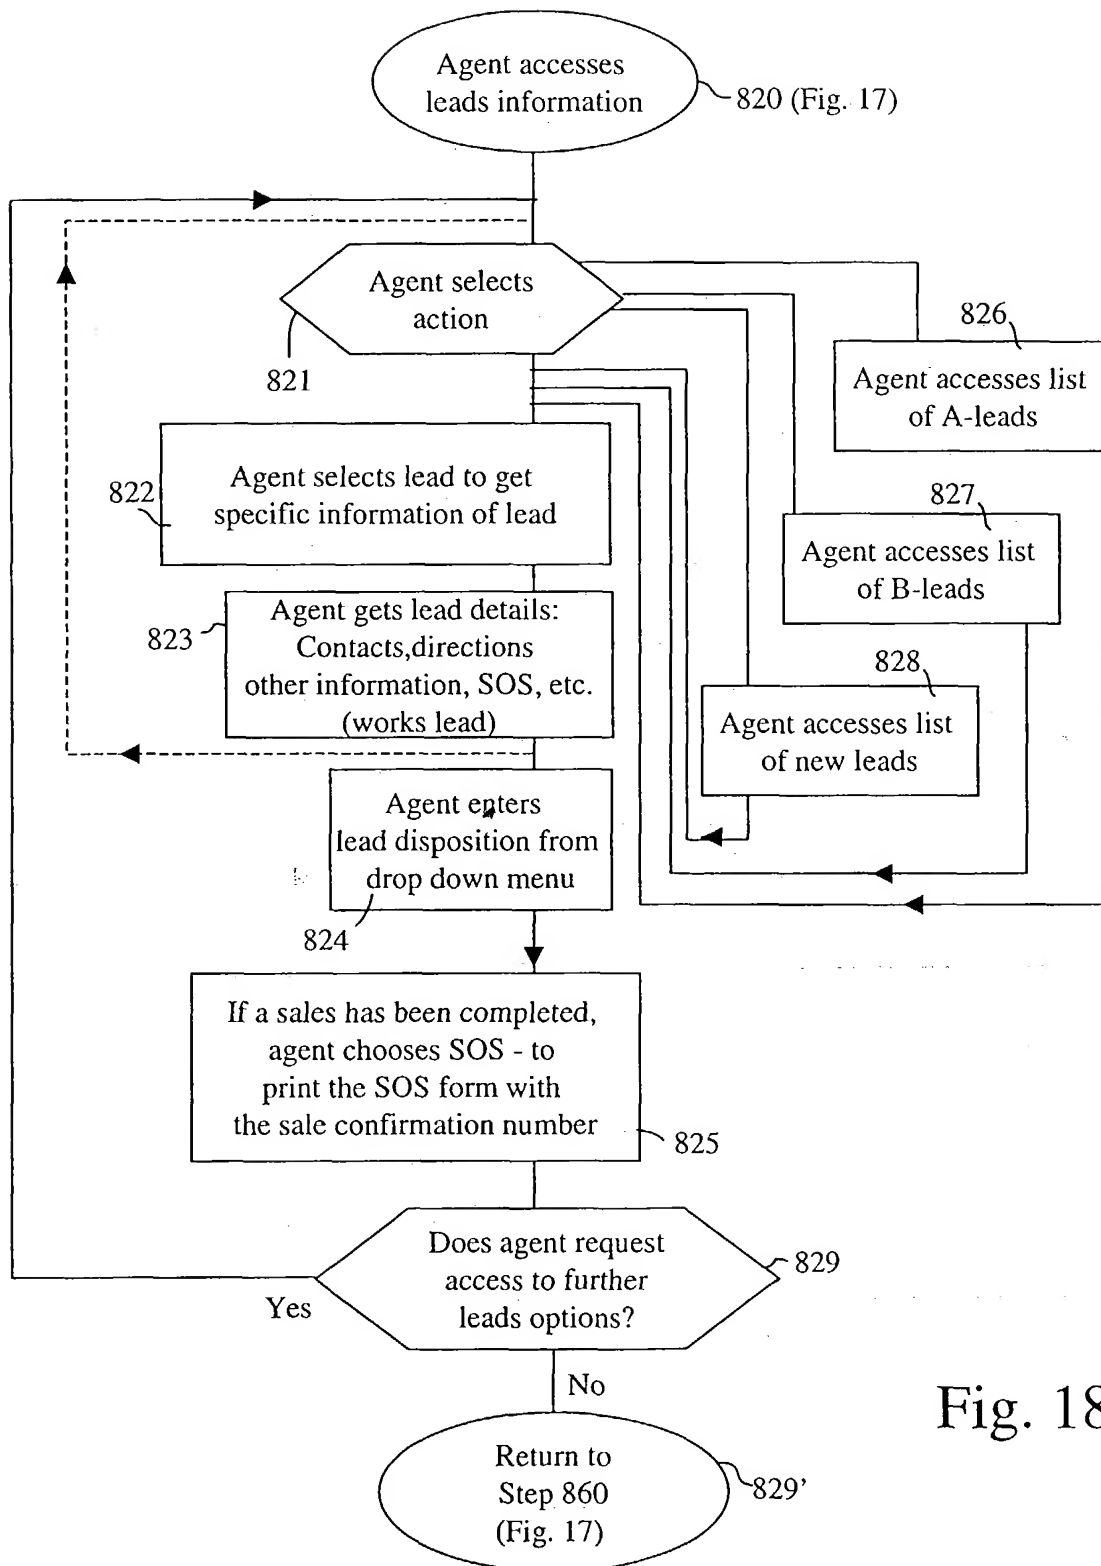 Agent accesses
leads information
820 (Fig. 17)
Agent selects
action
821
826
Agent accesses list
of A-leads
822
Agent selects lead to get
specific information of lead
827
Agent accesses list
of B-leads
823
Agent gets lead details:
Contacts,directions
other information, SOS, etc.
(works lead)
828
Agent accesses list
of new leads
Agent enters
lead disposition from
drop down menu
824
If a sales has been completed,
agent chooses SOS - to
print the SOS form with
the sale confirmation number
825
Does agent request
access to further
leads options?
829
Yes
No
Fig. 18
Return to
Step 860
(Fig. 17)
829'